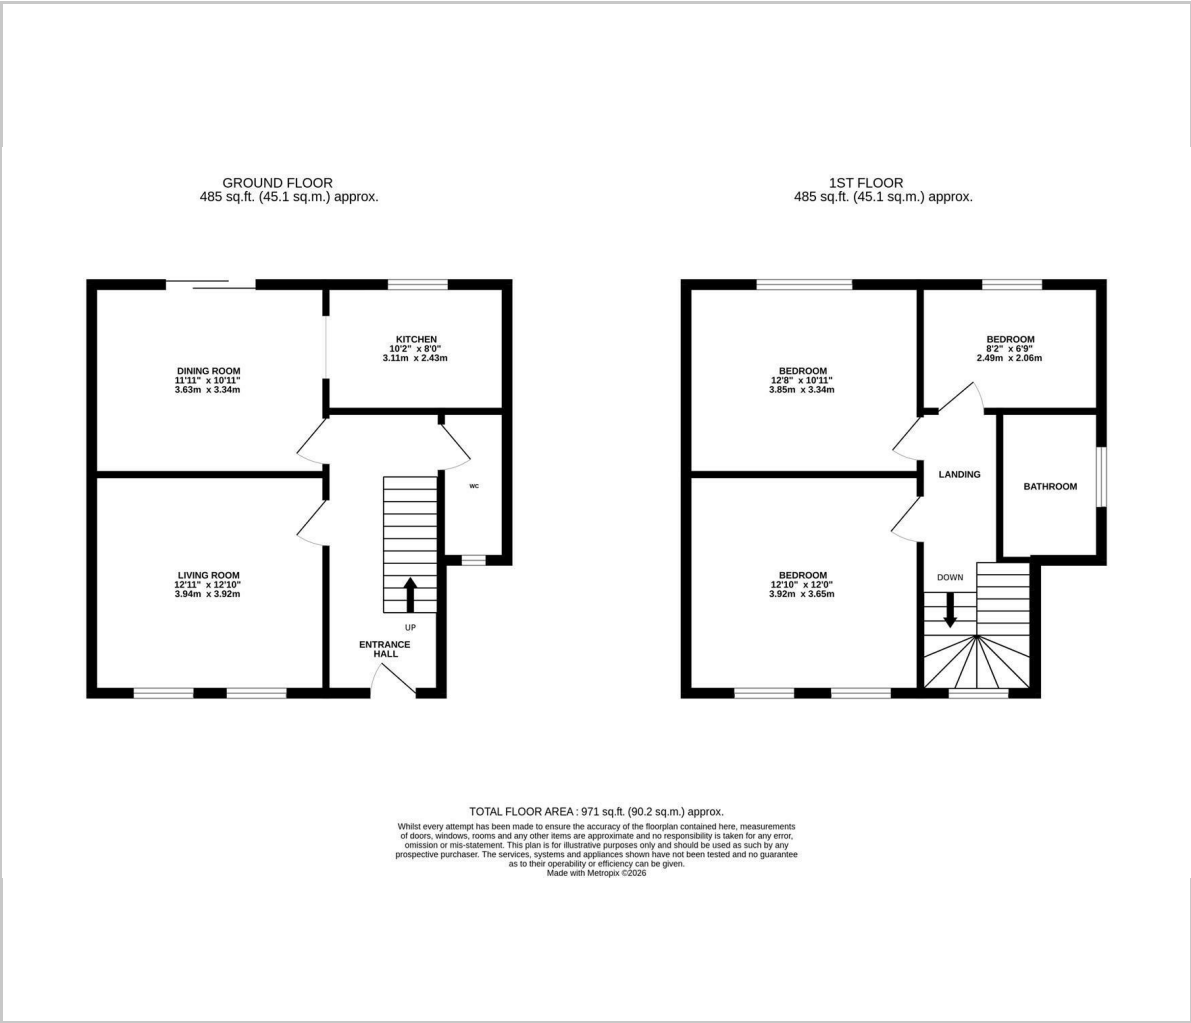 GROUND FLOOR
485 sq.ft. (45.1 sq.m.) approx.
1ST FLOOR
485 sq.ft. (45.1 sq.m.) approx.
DINING ROOM
11'11" x 10'11"
3.63m x 3.34m
KITCHEN
10'2" x 8'0"
3.11m x 2.43m
WC
LIVING ROOM
12'11" x 12'10"
3.94m x 3.92m
UP
ENTRANCE
HALL
BEDROOM
12'8" x 10'11"
3.85m x 3.34m
BEDROOM
8'2" x 6'9"
2.49m x 2.06m
LANDING
BATHROOM
BEDROOM
12'10" x 12'0"
3.92m x 3.65m
DOWN
TOTAL FLOOR AREA : 971 sq.ft. (90.2 sq.m.) approx.
Whilst every attempt has been made to ensure the accuracy of the floorplan contained here, measurements
of doors, windows, rooms and any other items are approximate and no responsibility is taken for any error,
omission or mis-statement. This plan is for illustrative purposes only and should be used as such by any
prospective purchaser. The services, systems and appliances shown have not been tested and no guarantee
as to their operability or efficiency can be given.
Made with Metropix ©2026